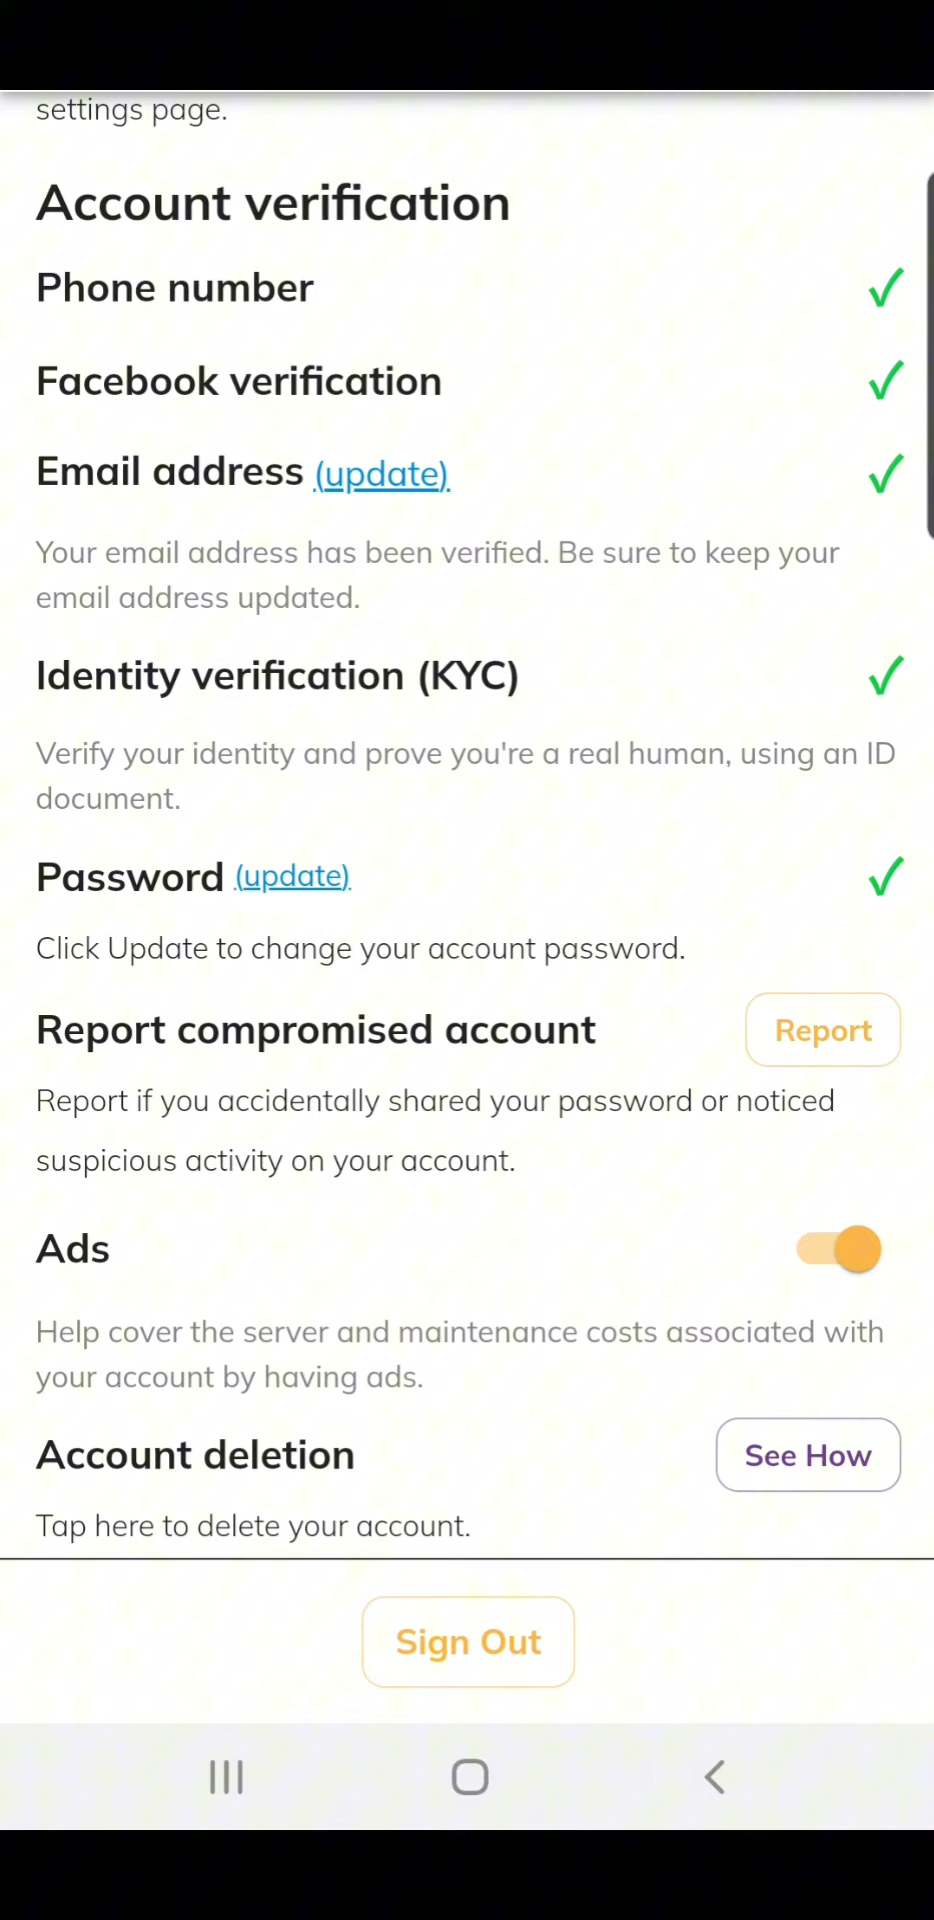 settings page.
Account verification
Phone number
Facebook verification
Email address (update)
Your email address has been verified. Be sure to keep your
email address updated.
Identity verification (KYC)
Verify your identity and prove you're a real human, using an ID
document.
Password (update)
Click Update to change your account password.
Report compromised account
Report
Report if you accidentally shared your password or noticed
suspicious activity on your account.
Ads
Help cover the server and maintenance costs associated with
your account by having ads.
Account deletion
See How
Tap here to delete your account.
Sign Out